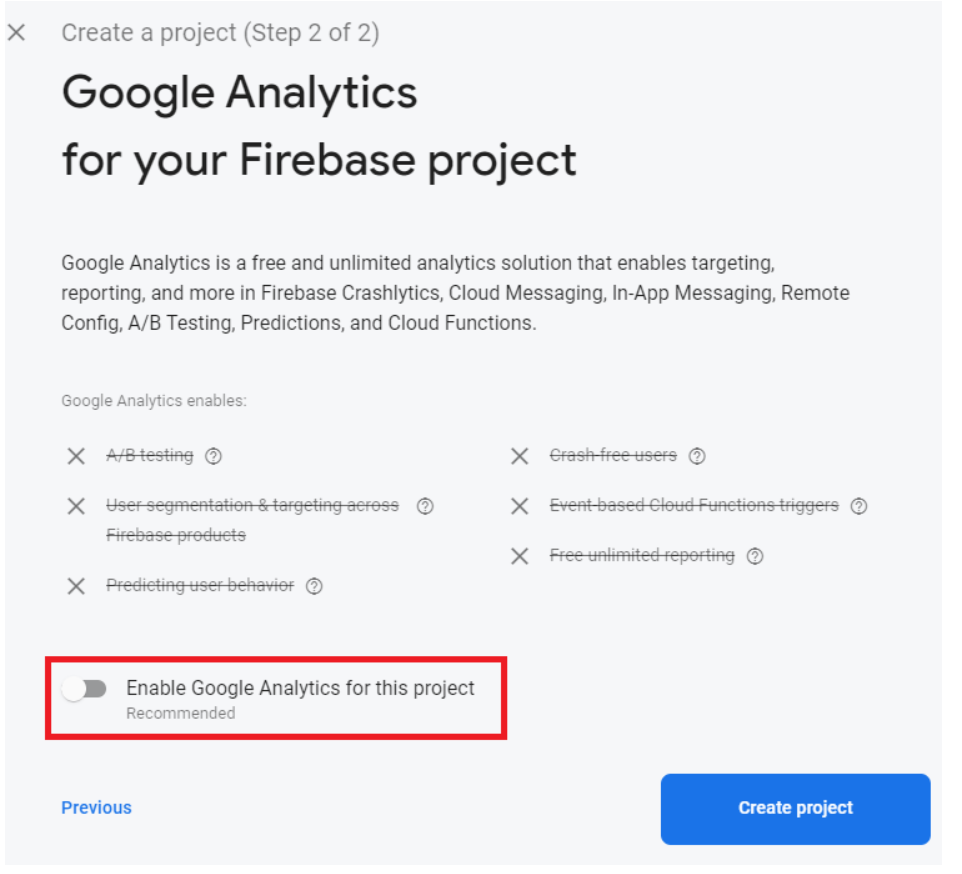 Create a project (Step 2 of 2)
Google Analytics
for your Firebase project
Google Analytics is a free and unlimited analytics solution that enables targeting,
reporting, and more in Firebase Crashlytics, Cloud Messaging, In-App Messaging, Remote
Config, A/B Testing, Predictions, and Cloud Functions.
Google Analytics enables:
A/B testing
User segmentation & targeting across
Firebase products
Predicting user behavior
Crash-free users
Event-based Cloud Functions triggers
Free unlimited reporting
Enable Google Analytics for this project
Recommended
Previous
Create project